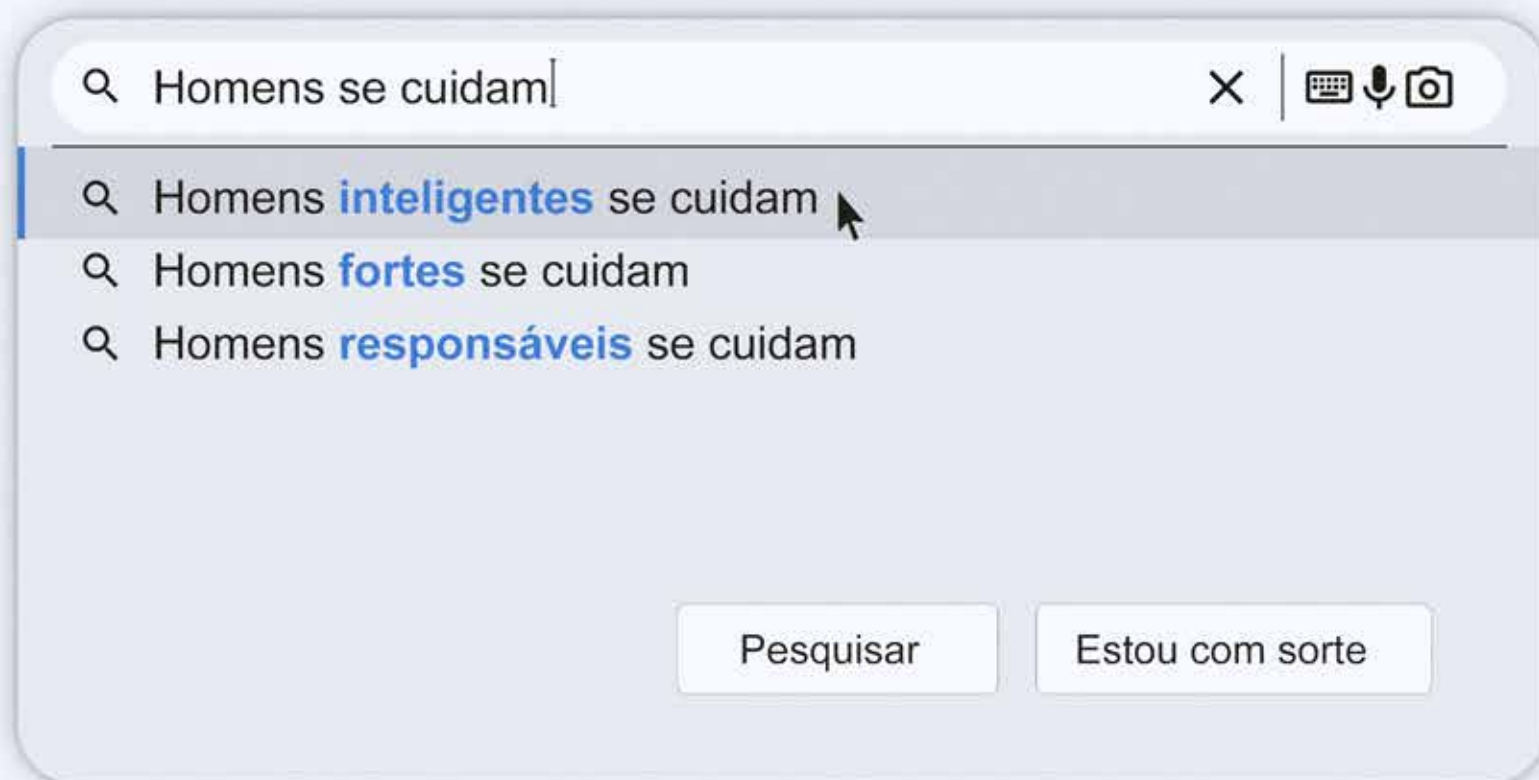 Homens se cuidam
Homens inteligentes se cuidam
Homens fortes se cuidam
Homens responsáveis se cuidam
Pesquisar
Estou com sorte